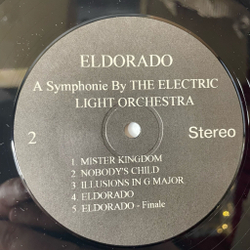 ELDORADO
A Symphonie By THE ELECTRIC
LIGHT ORCHESTRA
2
Stereo
1. MISTER KINGDOM
2. NOBODY'S CHILD
3. ILLUSIONS IN G MAJOR
4. ELDORADO
5. ELDORADO - Finale